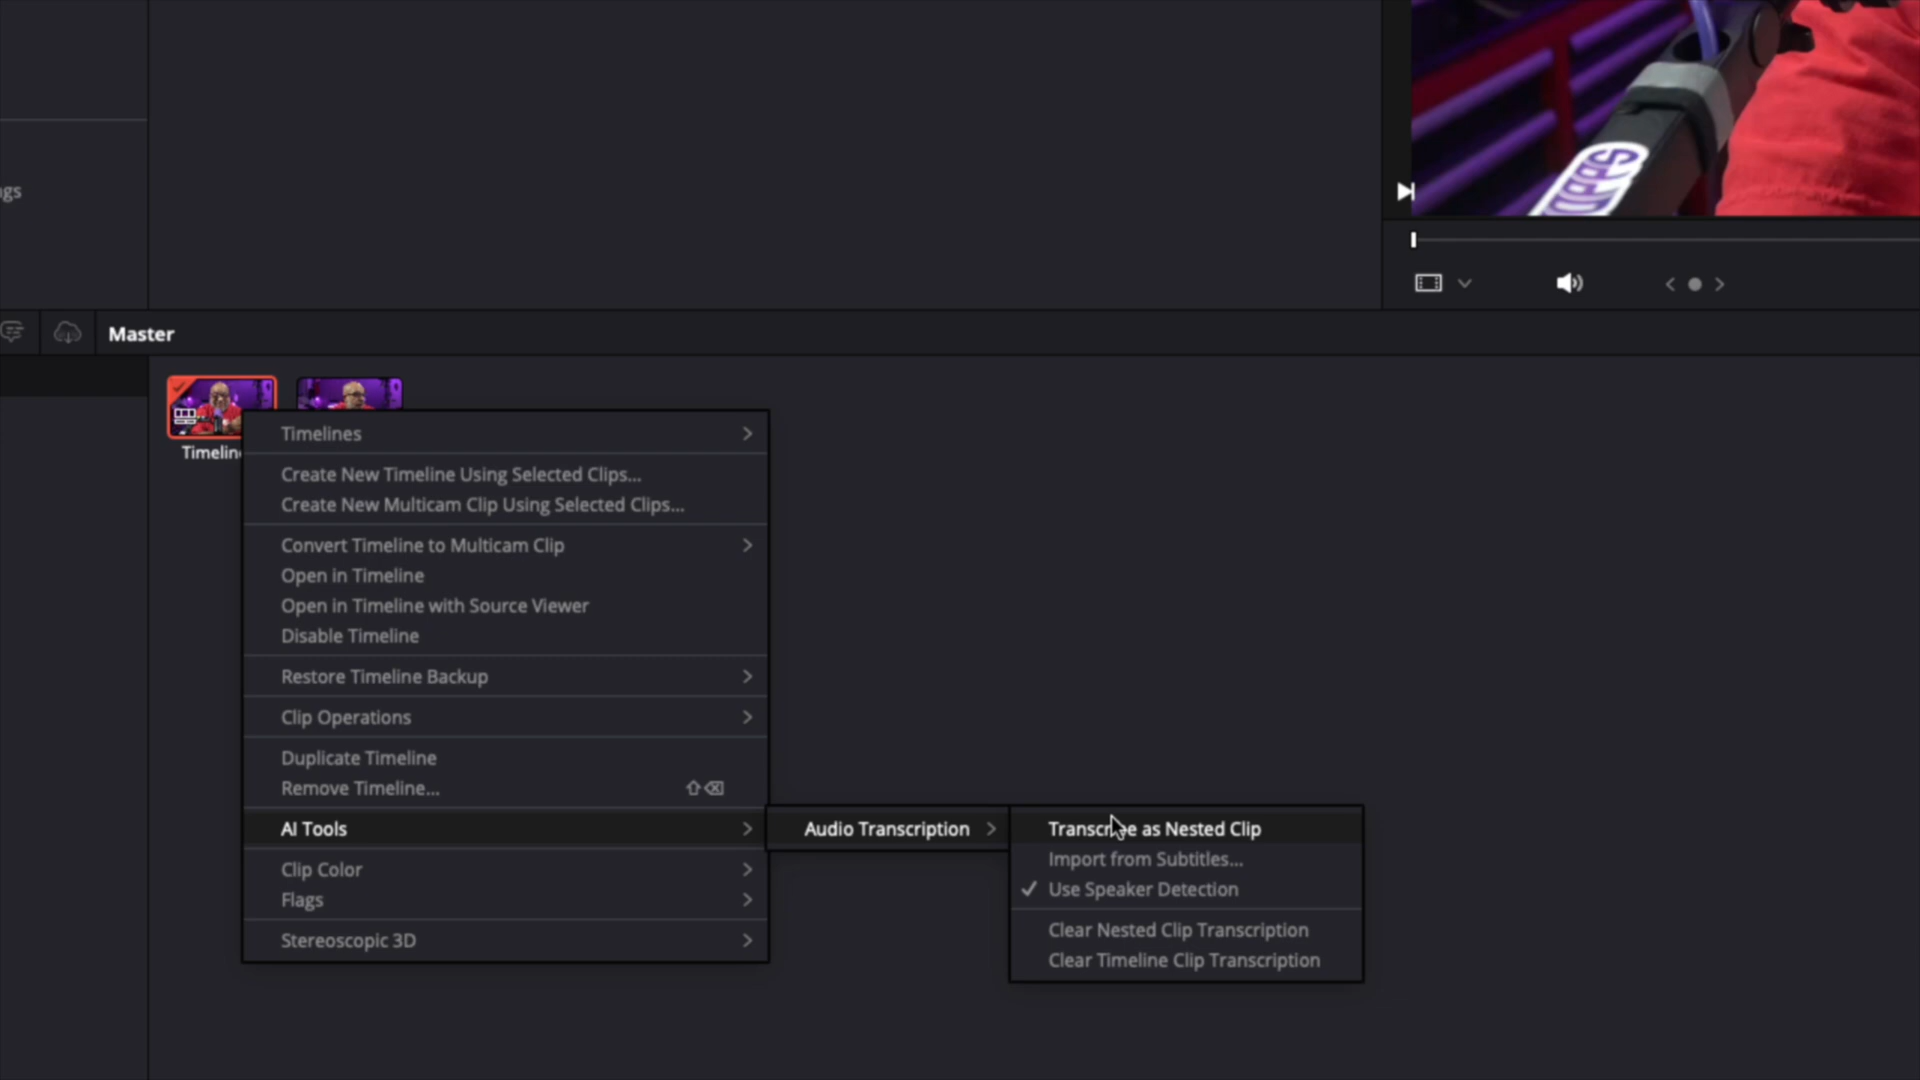 Master
Timelines
Create New Timeline Using Selected Clips...
Create New Multicam Clip Using Selected Clips...
Convert Timeline to Multicam Clip
Open in Timeline
Open in Timeline with Source Viewer
Disable Timeline
Restore Timeline Backup
Clip Operations
Duplicate Timeline
Remove Timeline...
AI Tools
Audio Transcription
Transcribe as Nested Clip
Import from Subtitles...
Use Speaker Detection
Clear Nested Clip Transcription
Clear Timeline Clip Transcription
Clip Color
Flags
Stereoscopic 3D